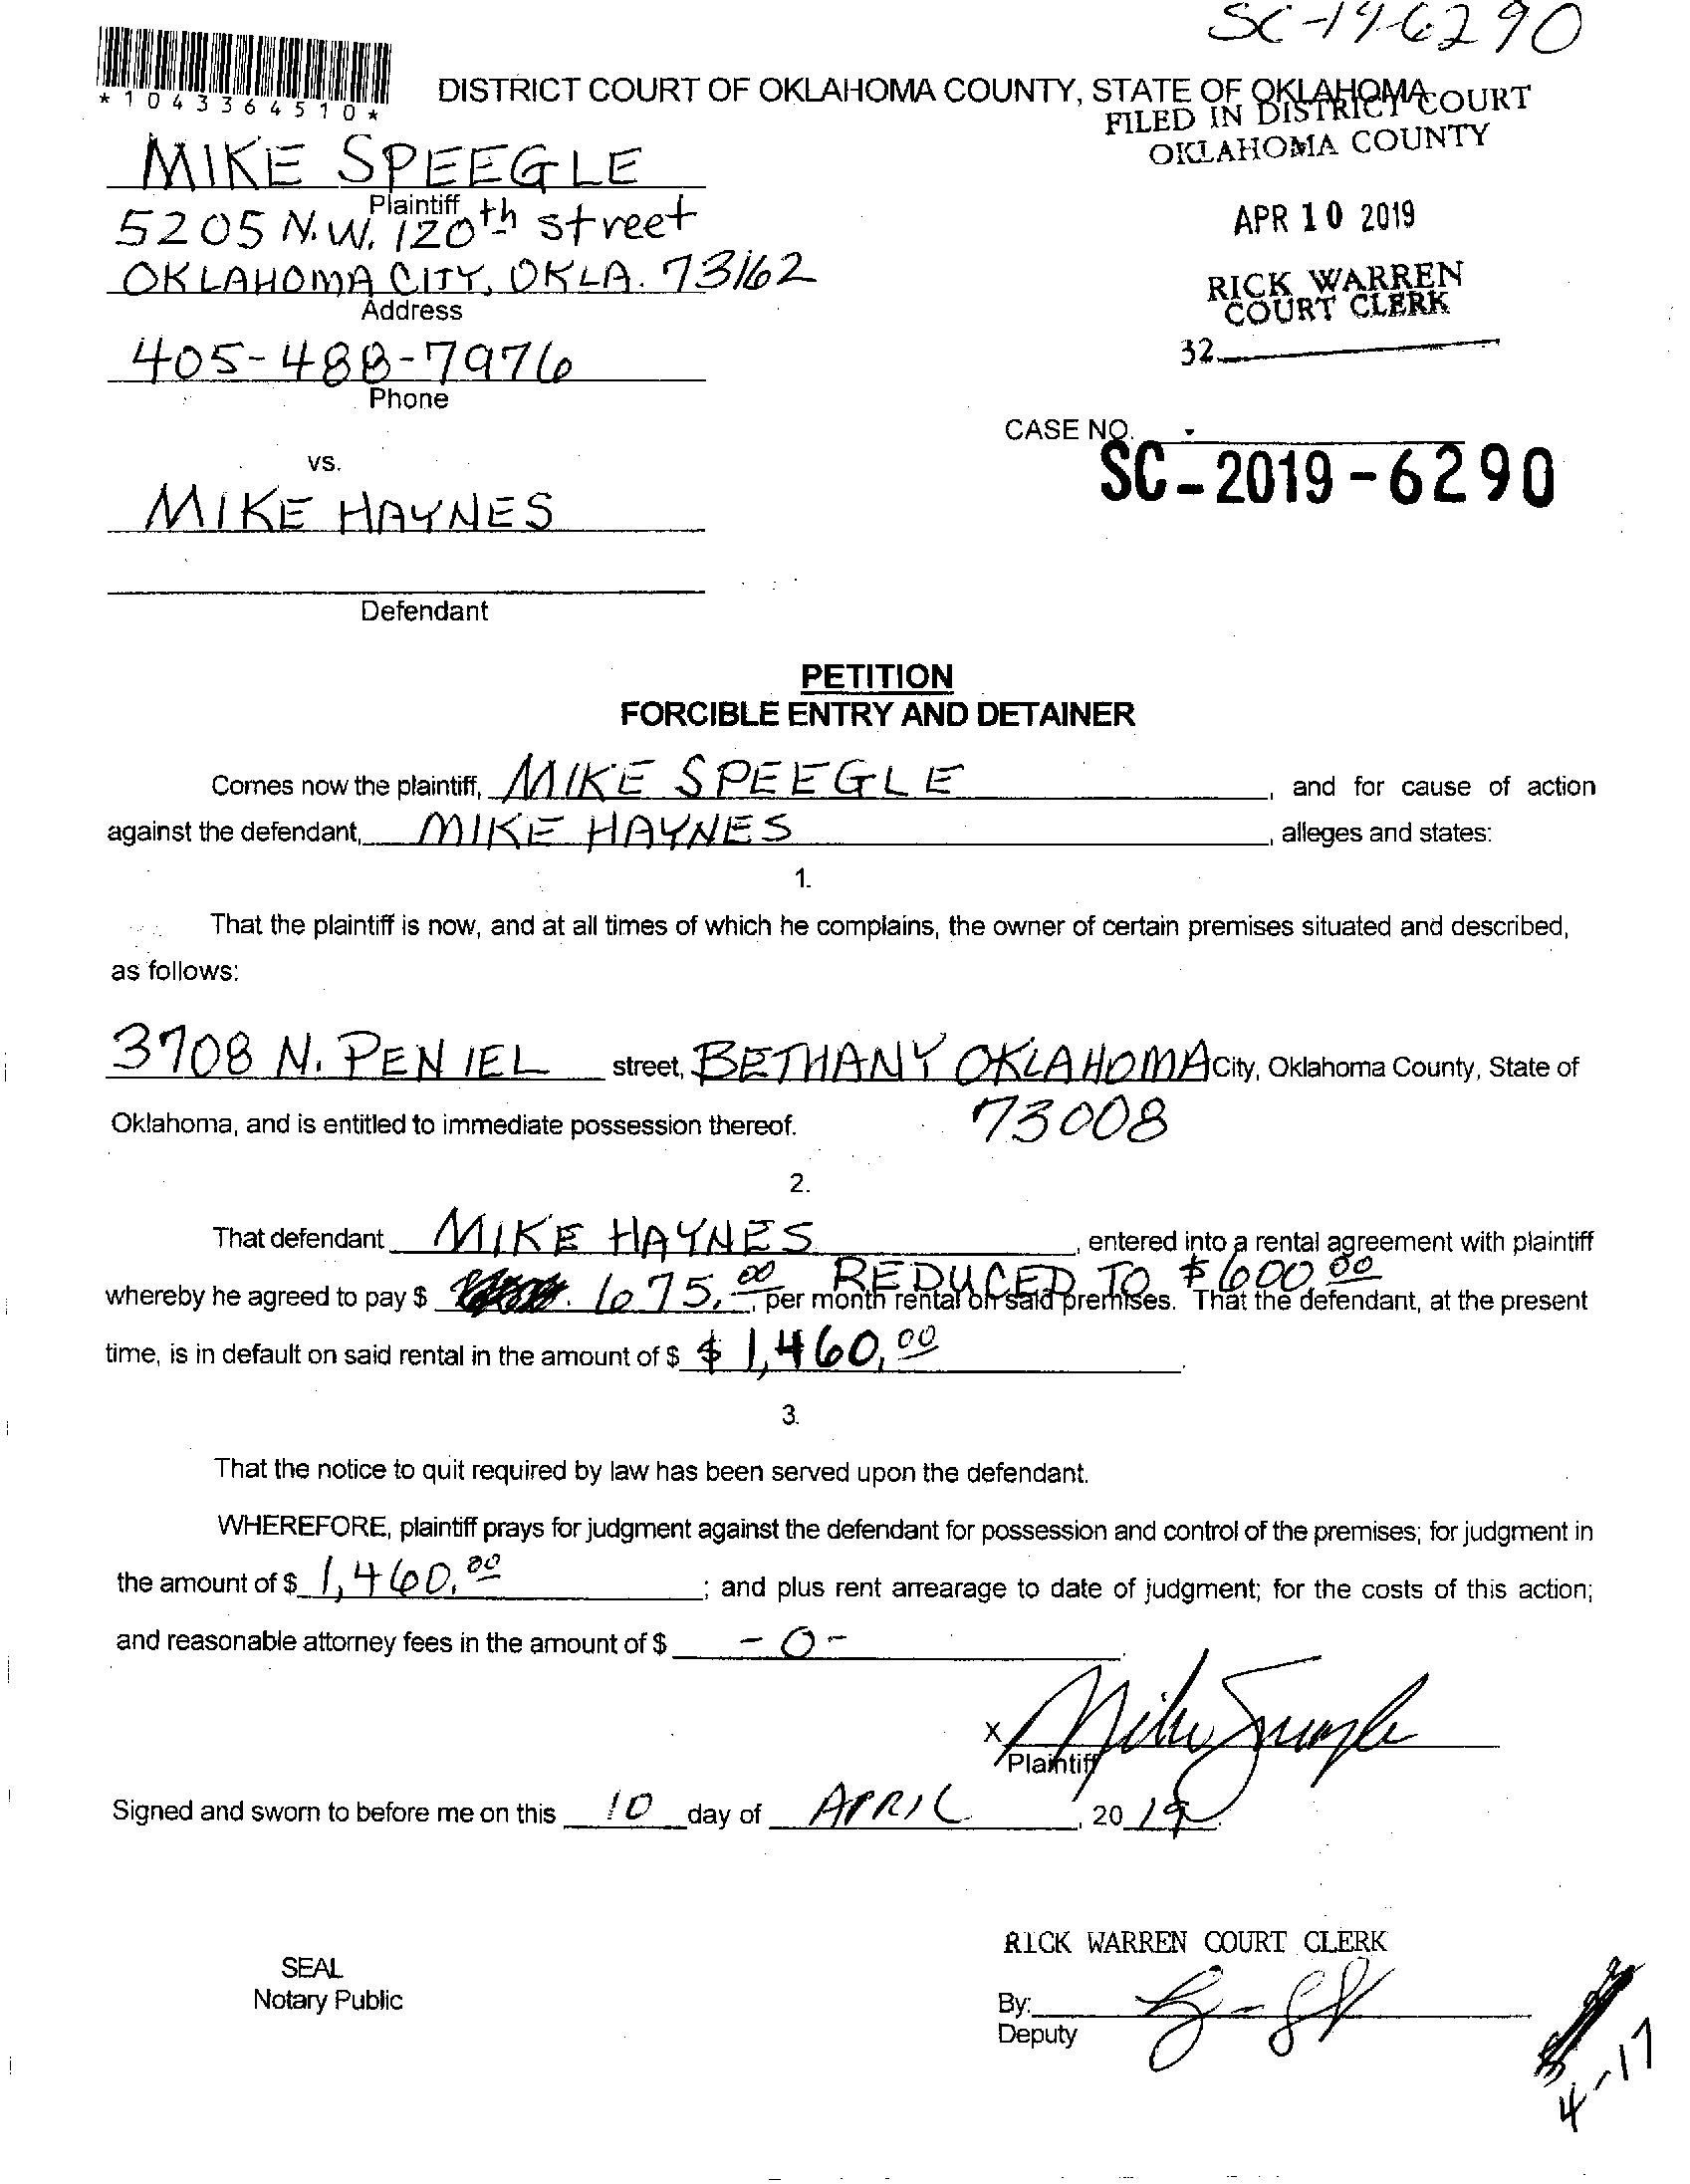 SC-19-6290
*1043364510*
DISTRICT COURT OF OKLAHOMA COUNTY, STATE OF OKLAHOMA
FILED IN DISTRICT COURT
OKLAHOMA COUNTY
MIKE SPEEGLE
Plaintiff
APR 10 2019
5205 N.W. 120th street
OKLAHOMA CITY, OKLA. 73162
Address
RICK WARREN
COURT CLERK
32
405-488-7976
Phone
CASE NO.
SC-2019-6290
vs.
MIKE HAYNES
Defendant
PETITION
FORCIBLE ENTRY AND DETAINER
Comes now the plaintiff, MIKE SPEEGLE, and for cause of action
against the defendant, MIKE HAYNES, alleges and states:
1.
That the plaintiff is now, and at all times of which he complains, the owner of certain premises situated and described,
as follows:
3708 N. PENIEL street, BETHANY OKLAHOMA City, Oklahoma County, State of
73008
Oklahoma, and is entitled to immediate possession thereof.
2.
That defendant MIKE HAYNES, entered into a rental agreement with plaintiff
REDUCED TO $600.00
whereby he agreed to pay $ 675.00, per month rental on said premises. That the defendant, at the present
time, is in default on said rental in the amount of $ $1,460.00.
3.
That the notice to quit required by law has been served upon the defendant.
WHEREFORE, plaintiff prays for judgment against the defendant for possession and control of the premises; for judgment in
the amount of $ 1,460.00; and plus rent arrearage to date of judgment; for the costs of this action;
and reasonable attorney fees in the amount of $ -0-.
X Mike Speegle
Plaintiff
Signed and sworn to before me on this 10 day of APRIL, 2019.
RICK WARREN COURT CLERK
SEAL
Notary Public
By:
Deputy
4-17